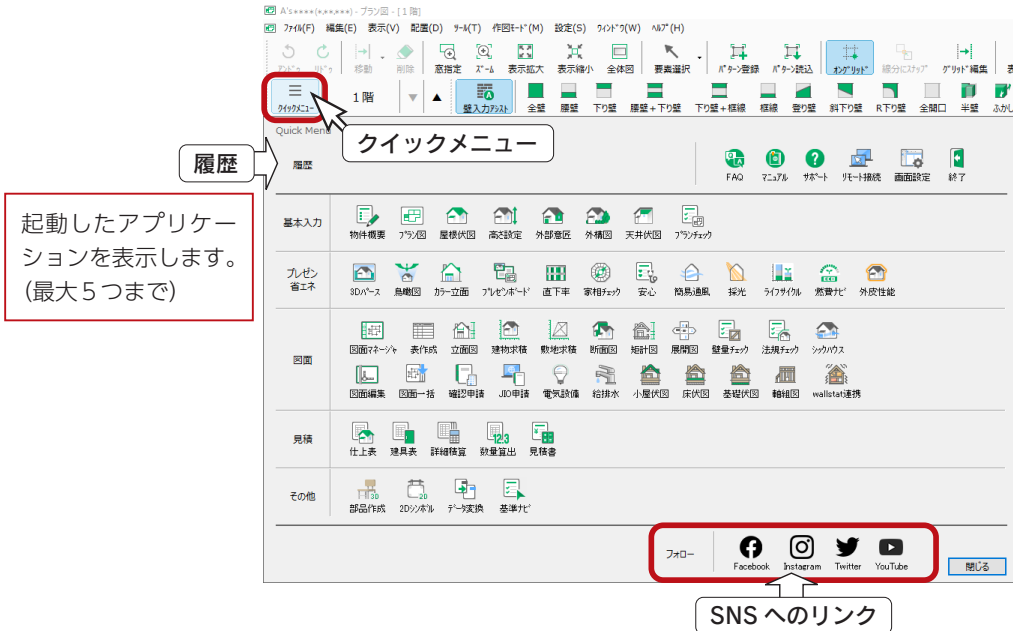 A's****(*,**,***) - プラン図 - [1 階]
ファイル(F) 編集(E) 表示(V) 配置(D) ツール(T) 作図モード(M) 設定(S) ウィンドウ(W) ヘルプ(H)
アンドゥ リドゥ 移動 削除 窓指定 ズーム 表示拡大 表示縮小 全体図 要素選択 パターン登録 パターン読込 オングリッド 線分にスナップ グリッド編集 表
クイックメニュー 1 階 ▼ ▲ 壁入力アシスト 全壁 腰壁 下り壁 腰壁+下り壁 下り壁+框線 框線 登り壁 斜下り壁 R下り壁 全開口 半壁 ふかし
Quick Menu
クイックメニュー
履歴
履歴
FAQ マニュアル サポート リモート接続 画面設定 終了
起動したアプリケー
ションを表示します。
(最大５つまで)
基本入力 物件概要 プラン図 屋根伏図 高さ設定 外部意匠 外構図 天井伏図 プランチェック
プレゼン
省エネ
3Dパース 鳥瞰図 カラー立面 プレゼンボード 直下率 家相チェック 安心 簡易通風 採光 ライフサイクル 燃費ナビ 外皮性能
図面
図面マネージャ 表作成 立面図 建物求積 敷地求積 断面図 矩計図 展開図 壁量チェック 法規チェック シックハウス
図面編集 図面一括 確認申請 JIO申請 電気設備 給排水 小屋伏図 床伏図 基礎伏図 軸組図 wallstat連携
見積 仕上表 建具表 詳細積算 数量算出 見積書
その他 部品作成 2Dシンボル データ変換 基準ナビ
フォロー Facebook Instagram Twitter YouTube
閉じる
SNS へのリンク